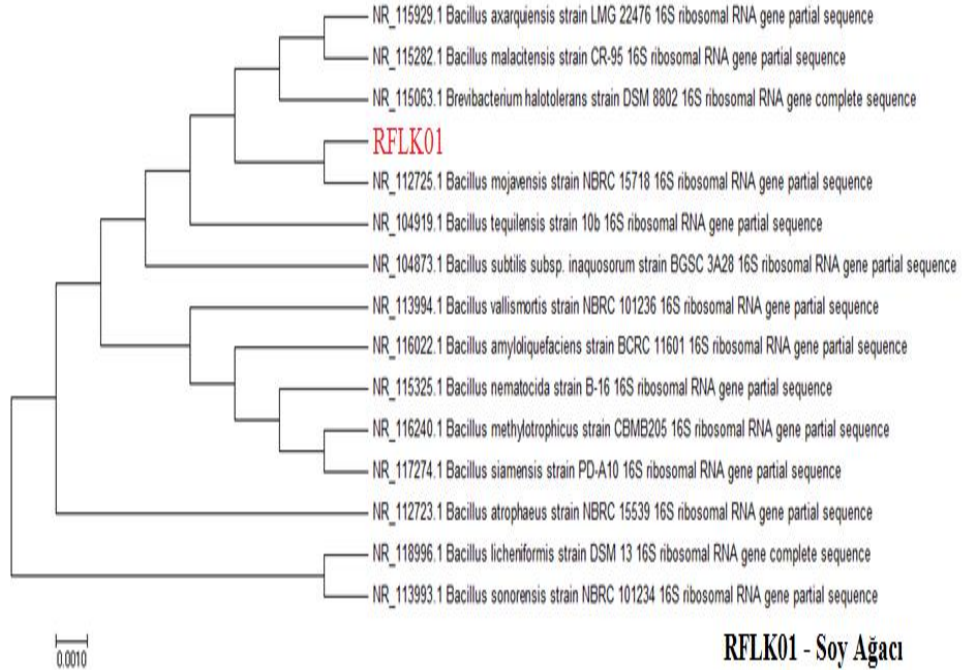 NR_115929.1 Bacillus axarquiensis strain LMG 22476 16S ribosomal RNA gene partial sequence
NR_115282.1 Bacillus malacitensis strain CR-95 16S ribosomal RNA gene partial sequence
NR_115063.1 Brevibacterium halotolerans strain DSM 8802 16S ribosomal RNA gene complete sequence
RFLK01
NR_112725.1 Bacillus mojavensis strain NBRC 15718 16S ribosomal RNA gene partial sequence
NR_104919.1 Bacillus tequilensis strain 10b 16S ribosomal RNA gene partial sequence
NR_104873.1 Bacillus subtilis subsp. inaquosorum strain BGSC 3A28 16S ribosomal RNA gene partial sequence
NR_113994.1 Bacillus vallismortis strain NBRC 101236 16S ribosomal RNA gene partial sequence
NR_116022.1 Bacillus amyloliquefaciens strain BCRC 11601 16S ribosomal RNA gene partial sequence
NR_115325.1 Bacillus nematocida strain B-16 16S ribosomal RNA gene partial sequence
NR_116240.1 Bacillus methylotrophicus strain CBMB205 16S ribosomal RNA gene partial sequence
NR_117274.1 Bacillus siamensis strain PD-A10 16S ribosomal RNA gene partial sequence
NR_112723.1 Bacillus atrophaeus strain NBRC 15539 16S ribosomal RNA gene partial sequence
NR_118996.1 Bacillus licheniformis strain DSM 13 16S ribosomal RNA gene complete sequence
NR_113993.1 Bacillus sonorensis strain NBRC 101234 16S ribosomal RNA gene partial sequence
0.0010
RFLK01 - Soy Ağacı